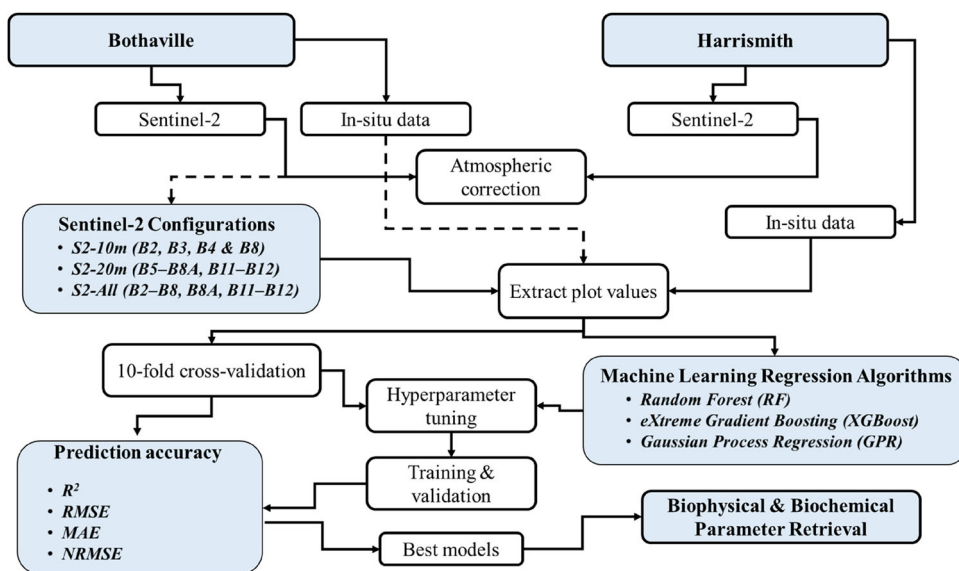 Bothaville
Harrismith
Sentinel-2
In-situ data
Sentinel-2
Atmospheric
correction
Sentinel-2 Configurations
• S2-10m (B2, B3, B4 & B8)
• S2-20m (B5–B8A, B11–B12)
• S2-All (B2–B8, B8A, B11–B12)
In-situ data
Extract plot values
10-fold cross-validation
Hyperparameter
tuning
Machine Learning Regression Algorithms
• Random Forest (RF)
• eXtreme Gradient Boosting (XGBoost)
• Gaussian Process Regression (GPR)
Prediction accuracy
• R²
• RMSE
• MAE
• NRMSE
Training &
validation
Best models
Biophysical & Biochemical
Parameter Retrieval